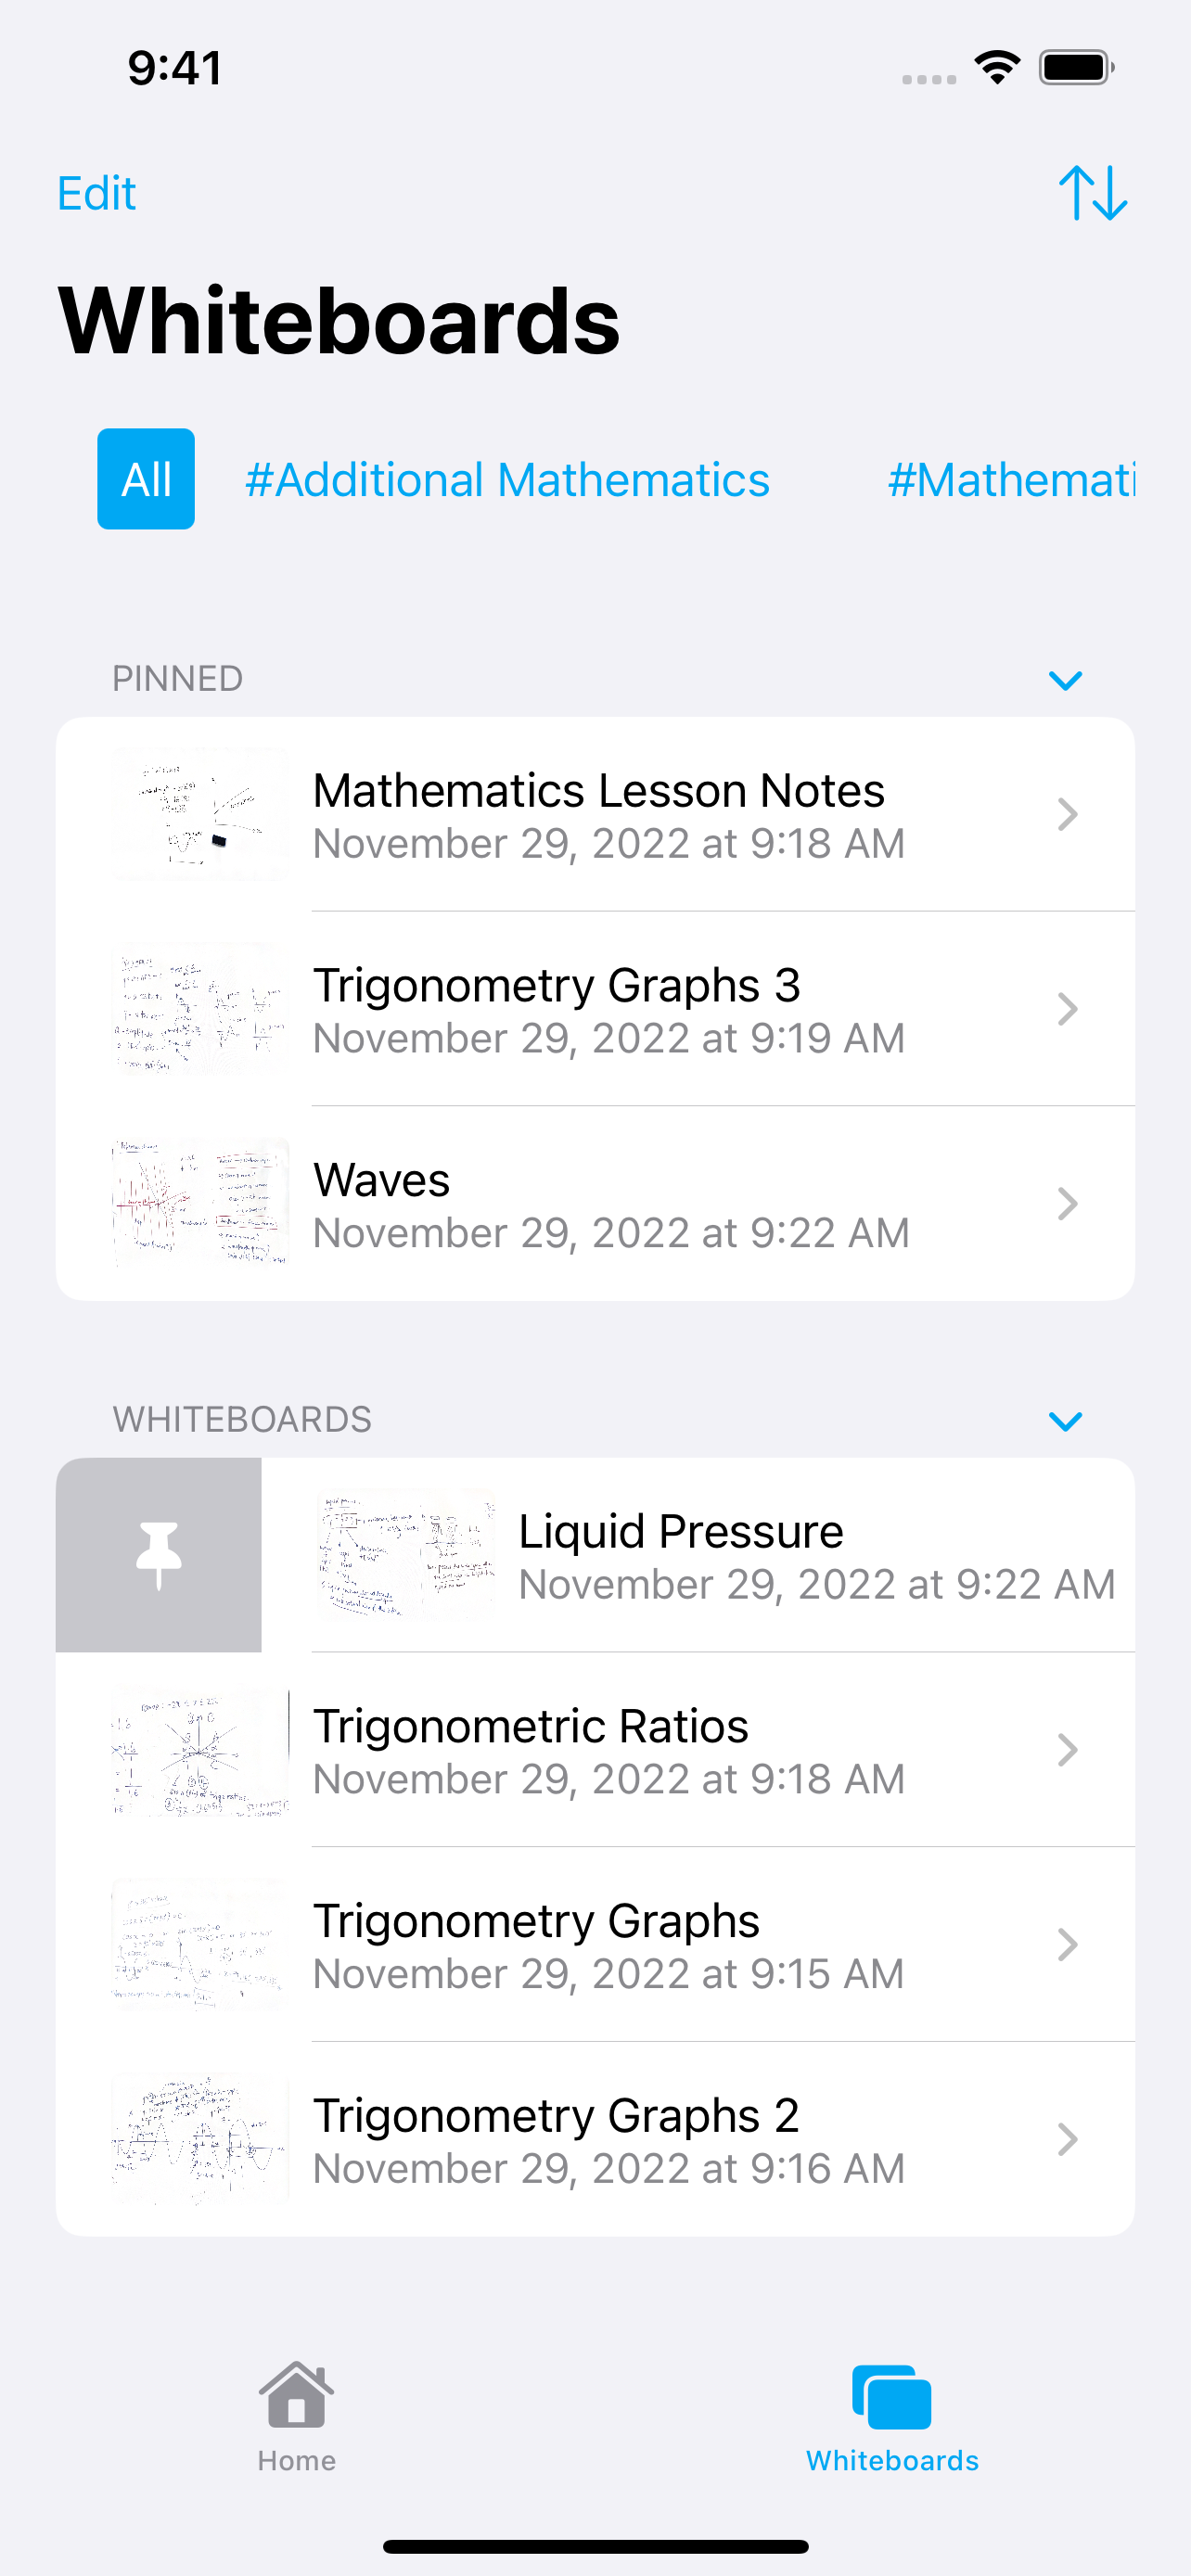 9:41
Edit
Whiteboards
All #Additional Mathematics #Mathemati
PINNED
Mathematics Lesson Notes
November 29, 2022 at 9:18 AM
Trigonometry Graphs 3
November 29, 2022 at 9:19 AM
Waves
November 29, 2022 at 9:22 AM
WHITEBOARDS
Liquid Pressure
November 29, 2022 at 9:22 AM
Trigonometric Ratios
November 29, 2022 at 9:18 AM
Trigonometry Graphs
November 29, 2022 at 9:15 AM
Trigonometry Graphs 2
November 29, 2022 at 9:16 AM
Home
Whiteboards